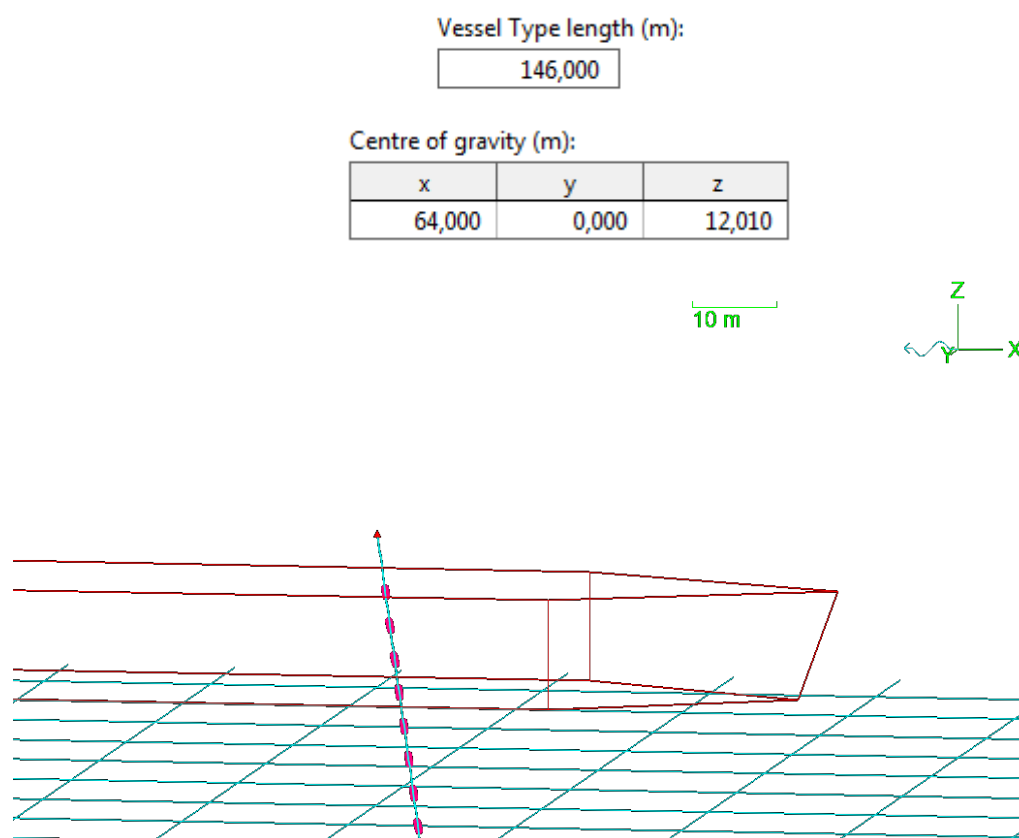 Vessel Type length (m):
146,000
Centre of gravity (m):
x y z
64,000 0,000 12,010
10 m
Z
Y X